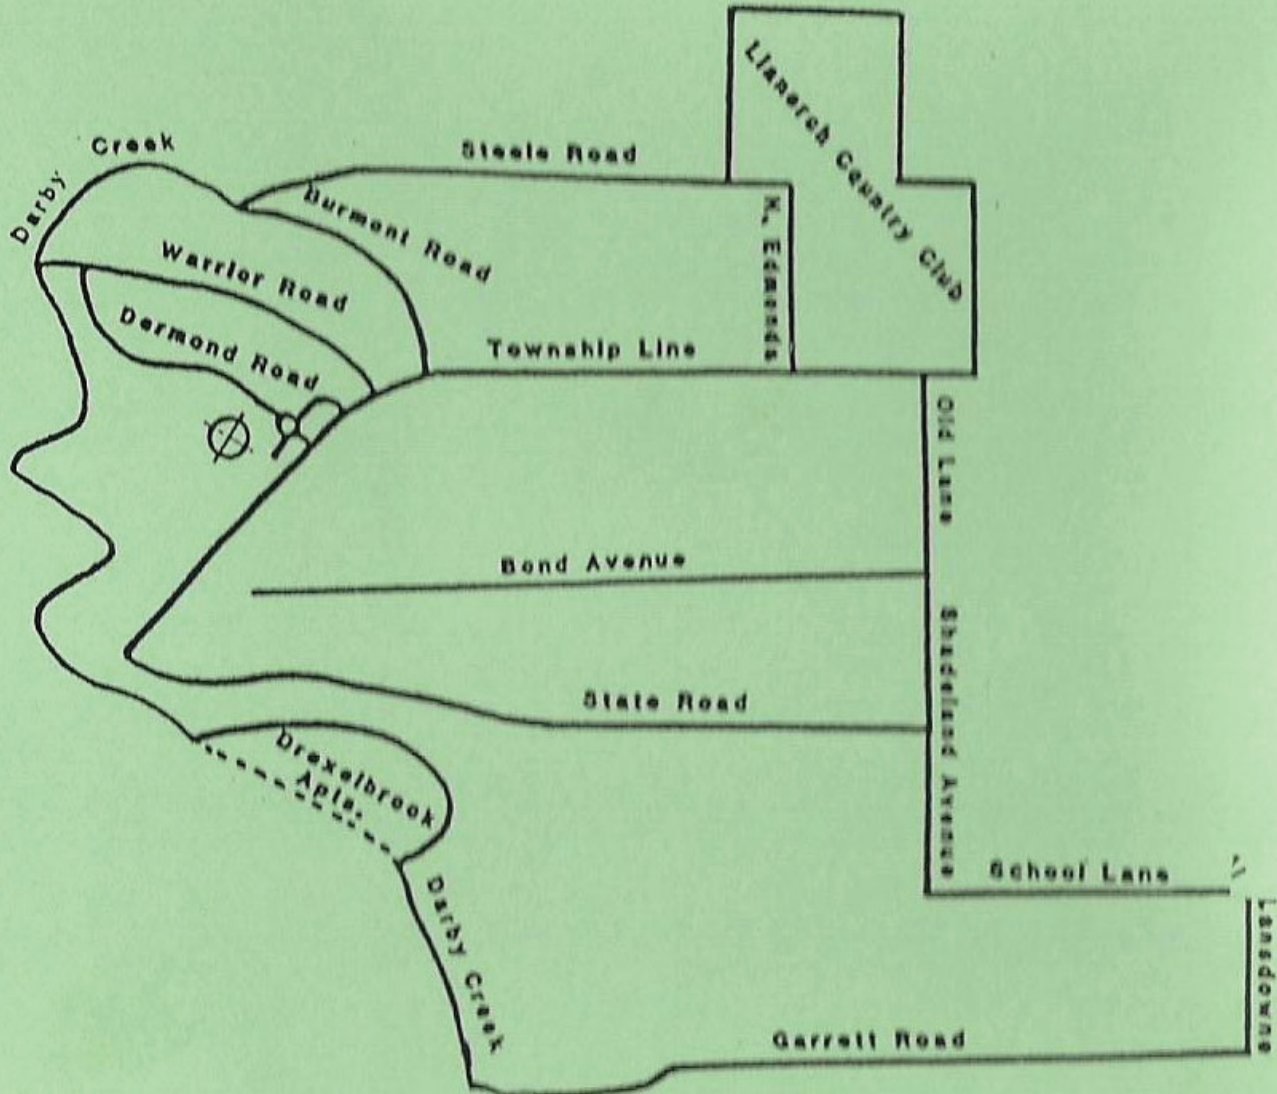 Llanerch Country Club
Darby Creek
Steele Road
Burmont Road
N. Edmonds
Warrior Road
Dermond Road
Township Line
Old Lane
Bond Avenue
Shadeland Avenue
State Road
Drexelbrook
Apts.
School Lane
Darby Creek
Lansdowne
Garrett Road